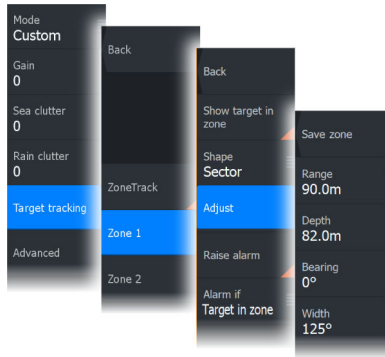 Mode
Custom
Gain
0
Sea clutter
0
Rain clutter
0
Target tracking
Advanced
Back
ZoneTrack
Zone 1
Zone 2
Back
Show target in
zone
Shape
Sector
Adjust
Raise alarm
Alarm if
Target in zone
Save zone
Range
90.0m
Depth
82.0m
Bearing
0°
Width
125°